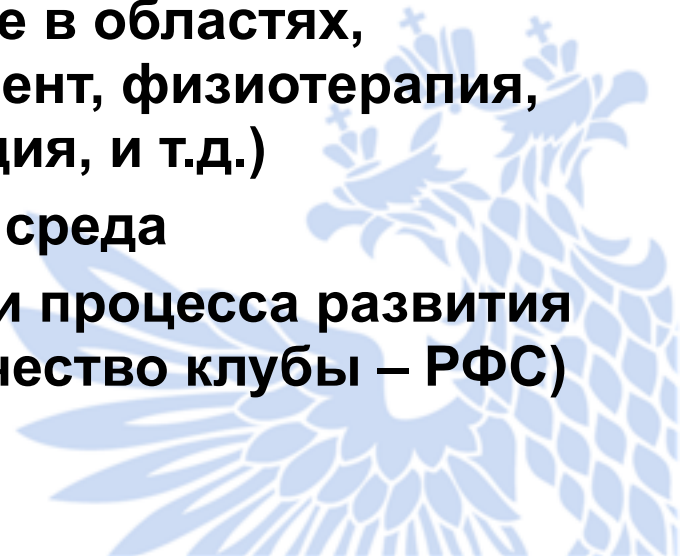 е в областях,
ент, физиотерапия,
ция, и т.д.)
среда
и процесса развития
чество клубы – РФС)